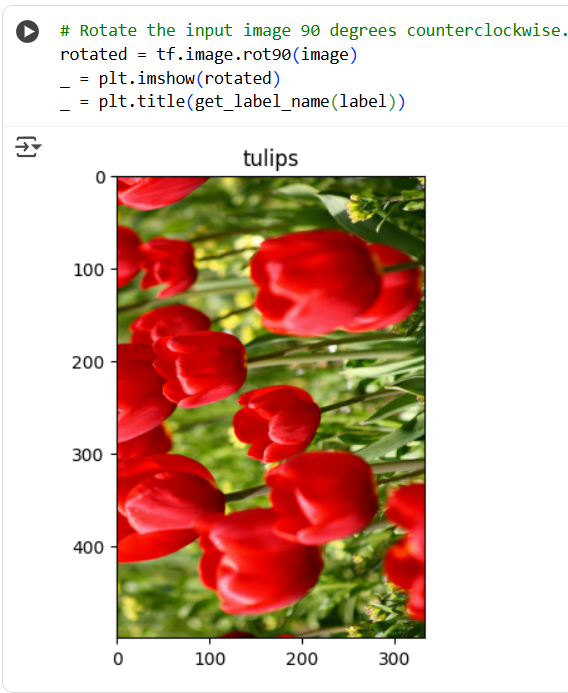 # Rotate the input image 90 degrees counterclockwise.
rotated = tf.image.rot90(image)
_ = plt.imshow(rotated)
_ = plt.title(get_label_name(label))
tulips
0
100
200
300
400
0 100 200 300